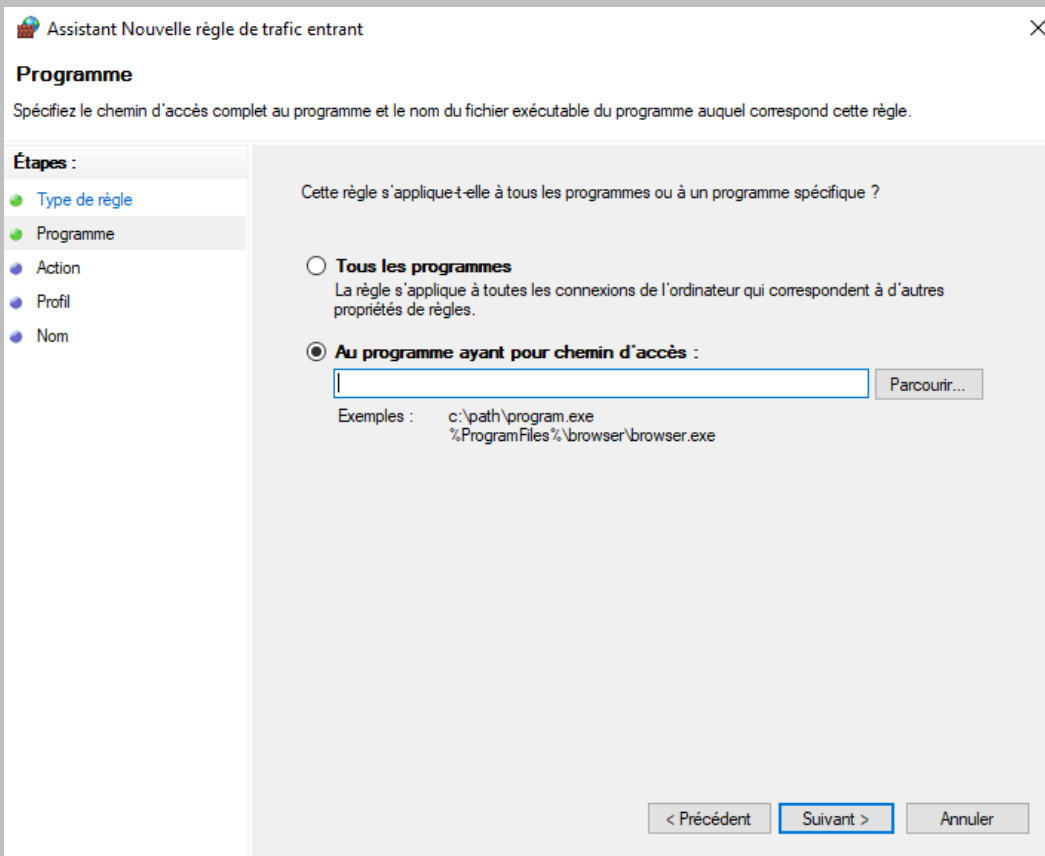 Assistant Nouvelle règle de trafic entrant
Programme
Spécifiez le chemin d'accès complet au programme et le nom du fichier exécutable du programme auquel correspond cette règle.
Étapes :
Type de règle
Programme
Action
Profil
Nom
Cette règle s'applique-t-elle à tous les programmes ou à un programme spécifique ?
Tous les programmes
La règle s'applique à toutes les connexions de l'ordinateur qui correspondent à d'autres
propriétés de règles.
Au programme ayant pour chemin d'accès :
Parcourir...
Exemples : c:\path\program.exe
%ProgramFiles%\browser\browser.exe
< Précédent Suivant > Annuler